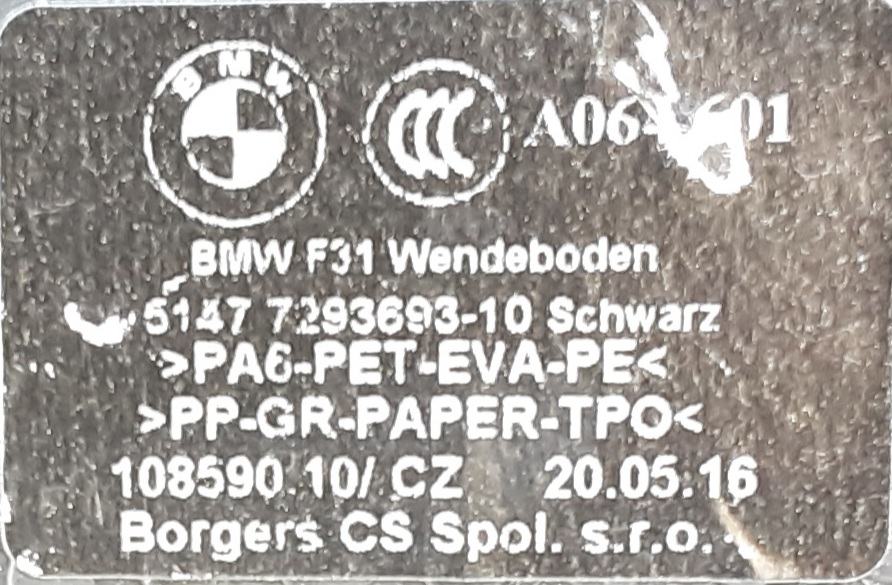 BMW
CCC
BMW F31 Wendeboden
5147 7293693-10 Schwarz
>PA6-PET-EVA-PE<
>PP-GR-PAPER-TPO<
108590.10/ CZ 20.05.16
Borgers CS Spol. s.r.o.